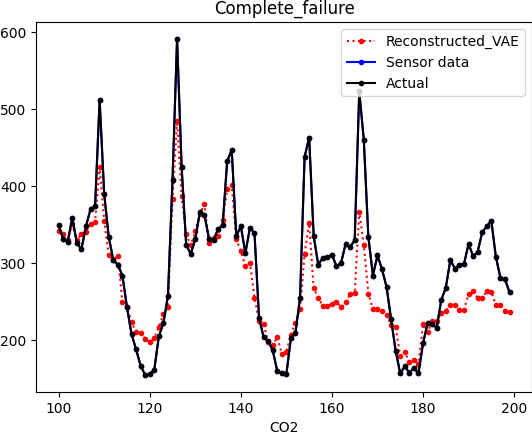 Complete_failure
Reconstructed_VAE
Sensor data
Actual
600
500
400
300
200
100 120 140 160 180 200
CO2